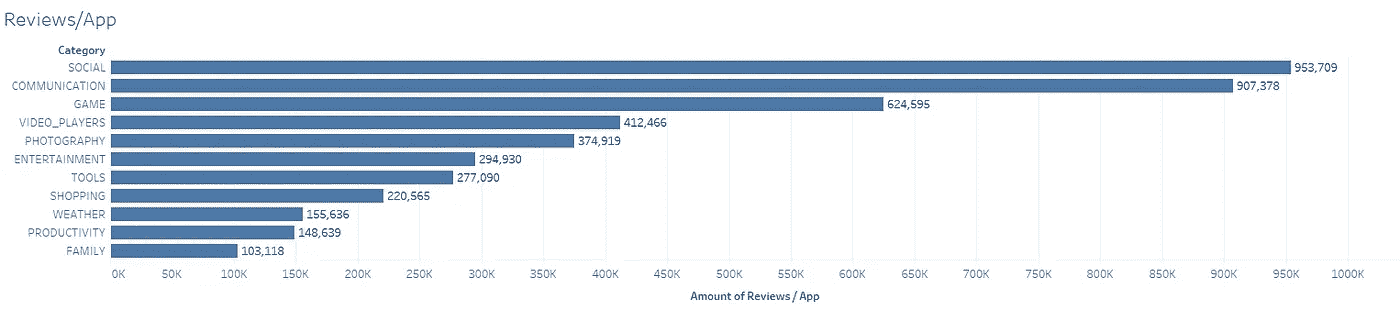 Reviews/App
Category
SOCIAL 953,709
COMMUNICATION 907,378
GAME 624,595
VIDEO_PLAYERS 412,466
PHOTOGRAPHY 374,919
ENTERTAINMENT 294,930
TOOLS 277,090
SHOPPING 220,565
WEATHER 155,636
PRODUCTIVITY 148,639
FAMILY 103,118
0K 50K 100K 150K 200K 250K 300K 350K 400K 450K 500K 550K 600K 650K 700K 750K 800K 850K 900K 950K 1000K
Amount of Reviews / App